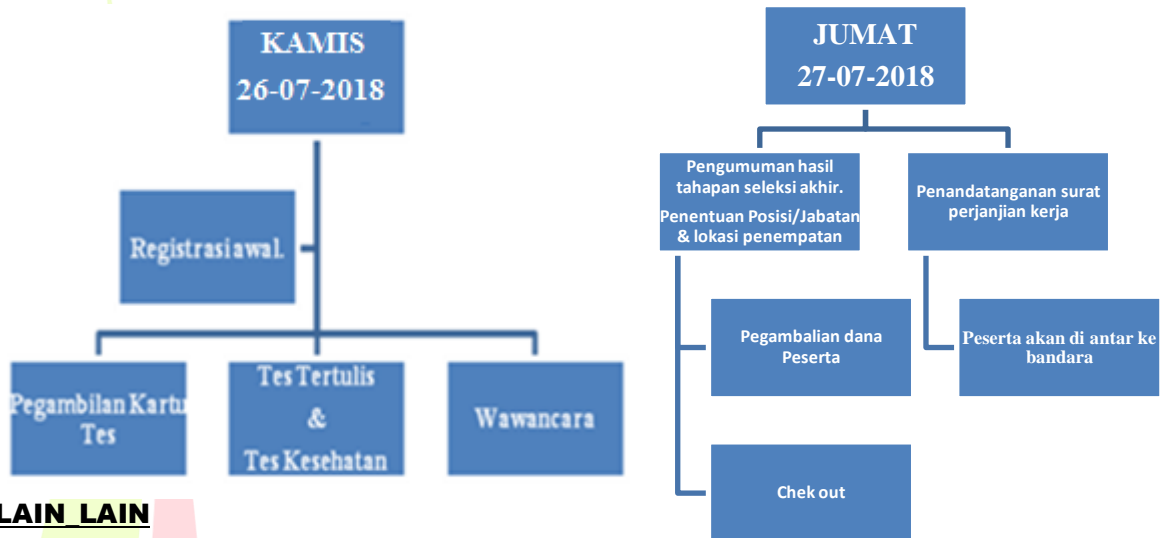 KAMIS
26-07-2018
Registrasi awal.
Pegambilan Kartu
Tes
Tes Tertulis
&
Tes Kesehatan
Wawancara
JUMAT
27-07-2018
Pengumuman hasil
tahapan seleksi akhir.
Penentuan Posisi/Jabatan
& lokasi penempatan
Penandatanganan surat
perjanjian kerja
Pegambalian dana
Peserta
Peserta akan di antar ke
bandara
Chek out
LAIN_LAIN